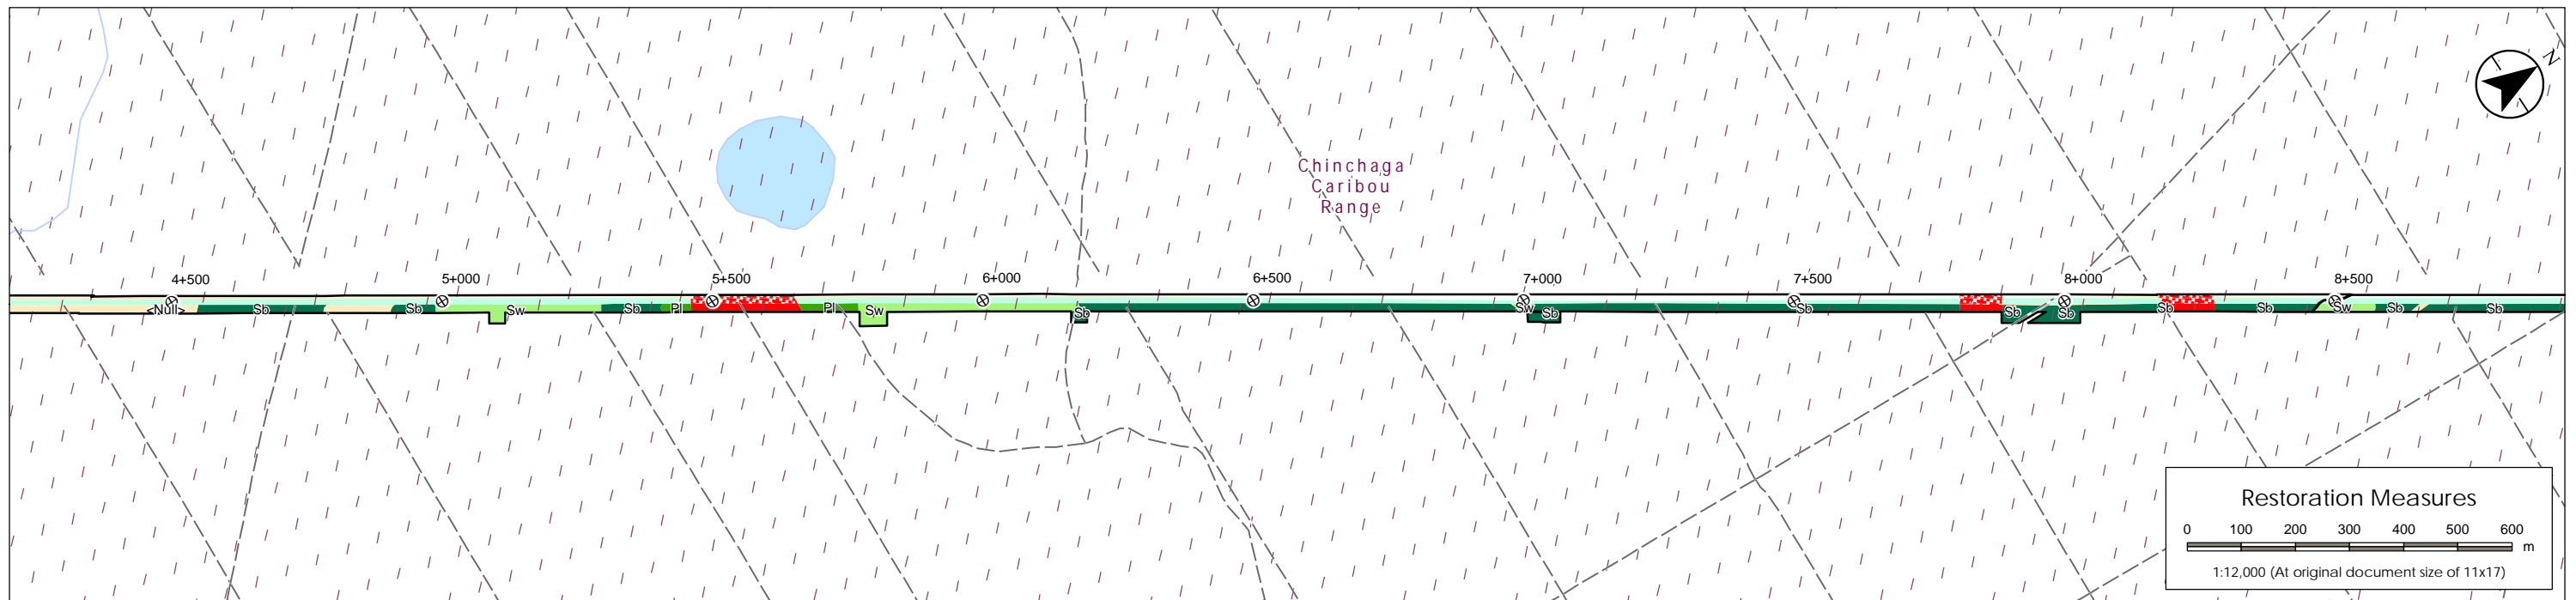 N
Chinchaga
Caribou
Range
4+500 5+000 5+500 6+000 6+500 7+000 7+500 8+000 8+500
<Null> Sb Sb Sw Sb Pl Pl Sw Sb Sw Sb Sb Sb Sb Sb Sb Sw Sb Sb
Restoration Measures
0 100 200 300 400 500 600
m
1:12,000 (At original document size of 11x17)